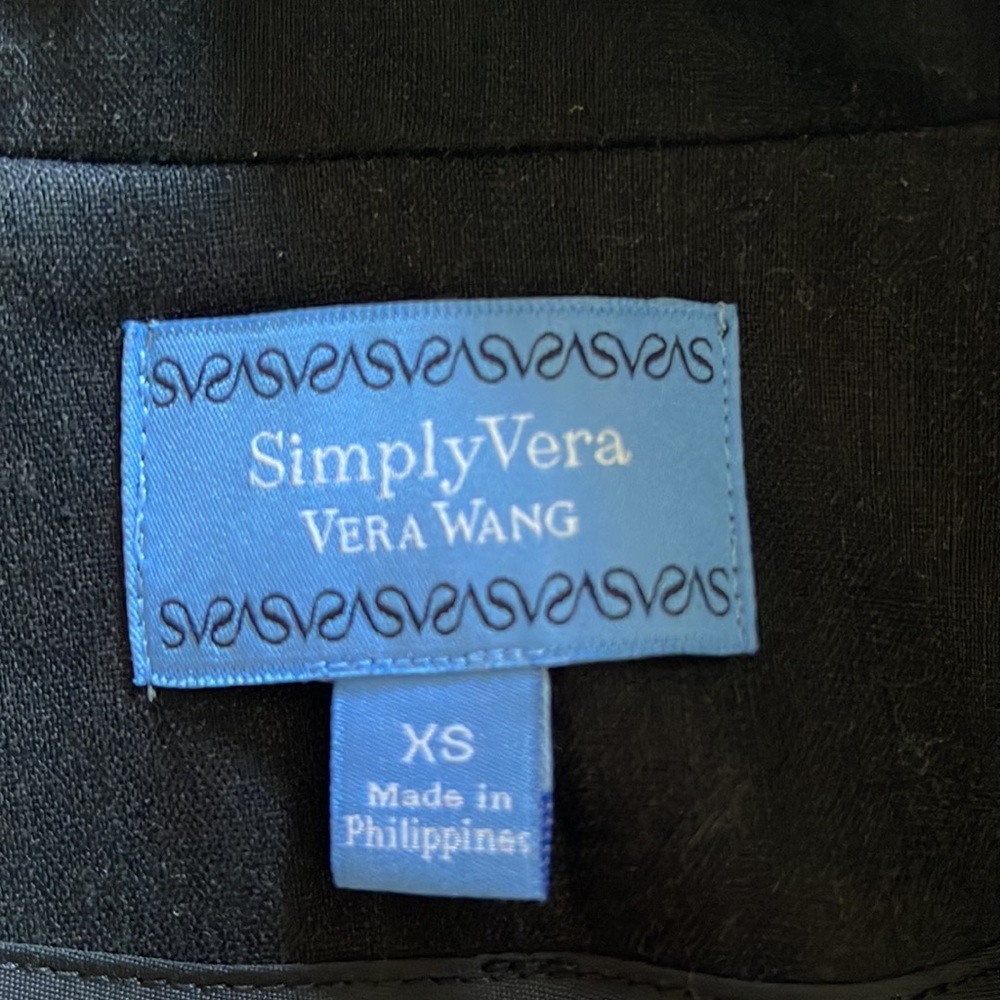 SimplyVera
VERA WANG
XS
Made in
Philippines